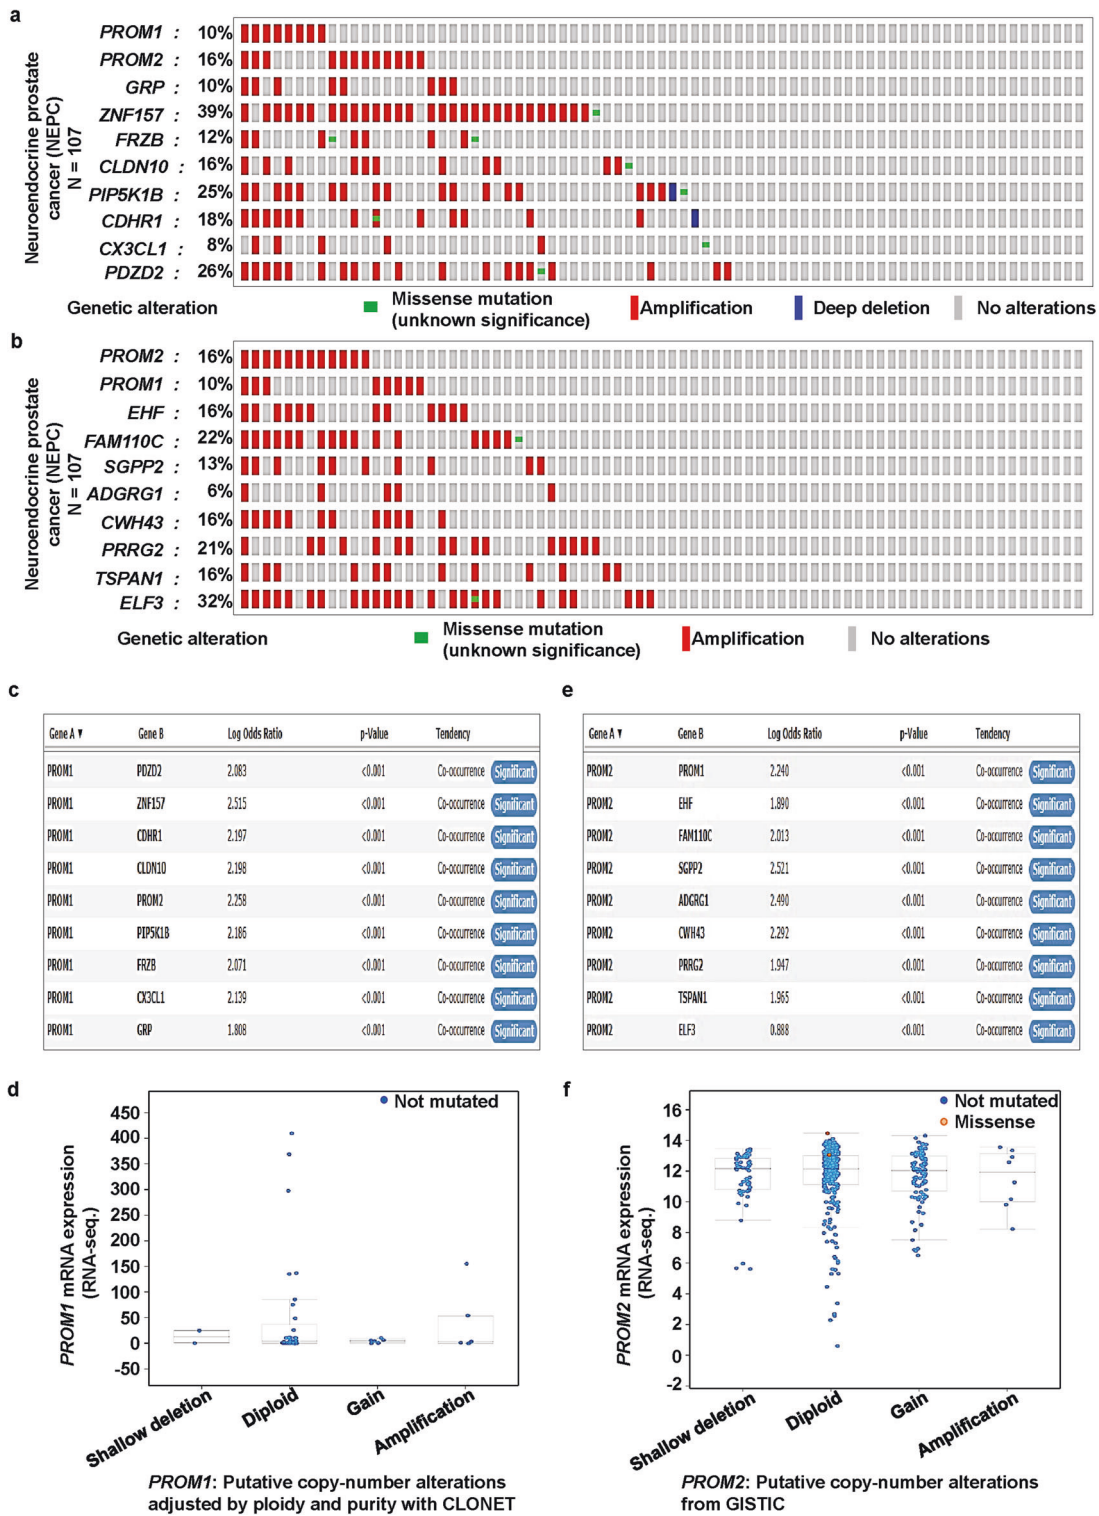 a
Neuroendocrine prostate
cancer (NEPC)
N = 107
PROM1 : 10%
PROM2 : 16%
GRP : 10%
ZNF157 : 39%
FRZB : 12%
CLDN10 : 16%
PIP5K1B : 25%
CDHR1 : 18%
CX3CL1 : 8%
PDZD2 : 26%
Genetic alteration
Missense mutation
(unknown significance)
Amplification
Deep deletion
No alterations
b
Neuroendocrine prostate
cancer (NEPC)
N = 107
PROM2 : 16%
PROM1 : 10%
EHF : 16%
FAM110C : 22%
SGPP2 : 13%
ADGRG1 : 6%
CWH43 : 16%
PRRG2 : 21%
TSPAN1 : 16%
ELF3 : 32%
Genetic alteration
Missense mutation
(unknown significance)
Amplification
No alterations
c
Gene A ▼ Gene B Log Odds Ratio p-Value Tendency
PROM1 PDZD2 2.083 <0.001 Co-occurrence Significant
PROM1 ZNF157 2.515 <0.001 Co-occurrence Significant
PROM1 CDHR1 2.197 <0.001 Co-occurrence Significant
PROM1 CLDN10 2.198 <0.001 Co-occurrence Significant
PROM1 PROM2 2.258 <0.001 Co-occurrence Significant
PROM1 PIP5K1B 2.186 <0.001 Co-occurrence Significant
PROM1 FRZB 2.071 <0.001 Co-occurrence Significant
PROM1 CX3CL1 2.139 <0.001 Co-occurrence Significant
PROM1 GRP 1.808 <0.001 Co-occurrence Significant
e
Gene A ▼ Gene B Log Odds Ratio p-Value Tendency
PROM2 PROM1 2.240 <0.001 Co-occurrence Significant
PROM2 EHF 1.890 <0.001 Co-occurrence Significant
PROM2 FAM110C 2.013 <0.001 Co-occurrence Significant
PROM2 SGPP2 2.521 <0.001 Co-occurrence Significant
PROM2 ADGRG1 2.490 <0.001 Co-occurrence Significant
PROM2 CWH43 2.292 <0.001 Co-occurrence Significant
PROM2 PRRG2 1.947 <0.001 Co-occurrence Significant
PROM2 TSPAN1 1.965 <0.001 Co-occurrence Significant
PROM2 ELF3 0.888 <0.001 Co-occurrence Significant
d
Not mutated
PROM1 mRNA expression
(RNA-seq.)
450
400
350
300
250
200
150
100
50
0
-50
Shallow deletion
Diploid
Gain
Amplification
PROM1: Putative copy-number alterations
adjusted by ploidy and purity with CLONET
f
Not mutated
Missense
PROM2 mRNA expression
(RNA-seq.)
16
14
12
10
8
6
4
2
0
-2
Shallow deletion
Diploid
Gain
Amplification
PROM2: Putative copy-number alterations
from GISTIC